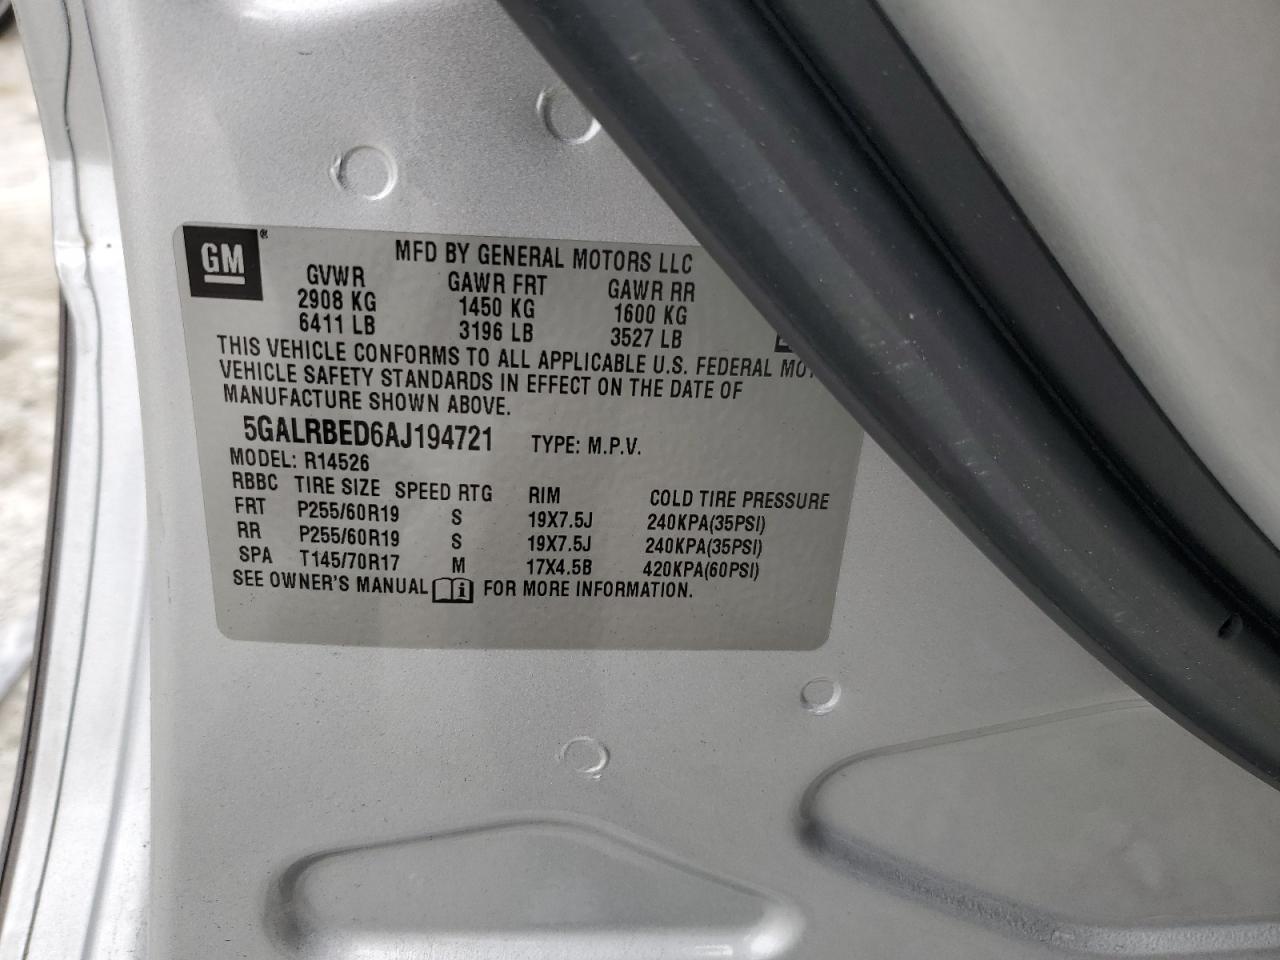 GM®
MFD BY GENERAL MOTORS LLC
GVWR GAWR FRT GAWR RR
2908 KG 1450 KG 1600 KG
6411 LB 3196 LB 3527 LB
THIS VEHICLE CONFORMS TO ALL APPLICABLE U.S. FEDERAL
VEHICLE SAFETY STANDARDS IN EFFECT ON THE DATE OF
MANUFACTURE SHOWN ABOVE.
5GALRBED6AJ194721 TYPE: M.P.V.
MODEL: R14526
RBBC TIRE SIZE SPEED RTG RIM COLD TIRE PRESSURE
FRT P255/60R19 S 19X7.5J 240KPA(35PSI)
RR P255/60R19 S 19X7.5J 240KPA(35PSI)
SPA T145/70R17 M 17X4.5B 420KPA(60PSI)
SEE OWNER'S MANUAL i FOR MORE INFORMATION.